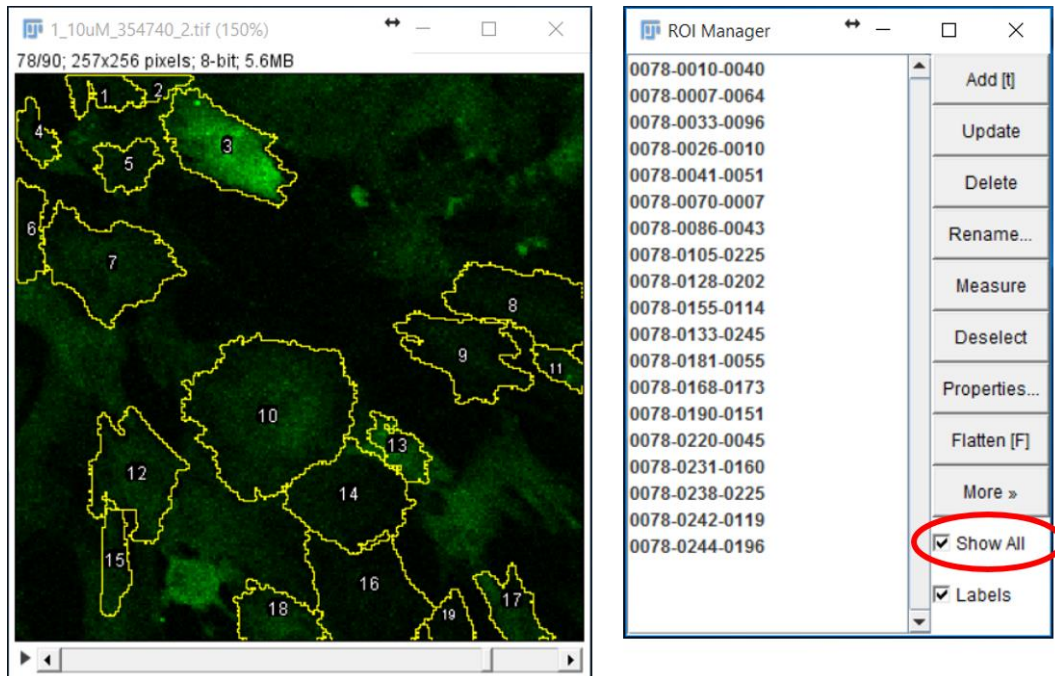 1_10uM_354740_2.tif (150%)
78/90; 257x256 pixels; 8-bit; 5.6MB
1
2
3
4
5
6
7
8
9
10
11
12
13
14
15
16
17
18
19
ROI Manager
0078-0010-0040
0078-0007-0064
0078-0033-0096
0078-0026-0010
0078-0041-0051
0078-0070-0007
0078-0086-0043
0078-0105-0225
0078-0128-0202
0078-0155-0114
0078-0133-0245
0078-0181-0055
0078-0168-0173
0078-0190-0151
0078-0220-0045
0078-0231-0160
0078-0238-0225
0078-0242-0119
0078-0244-0196
Add [t]
Update
Delete
Rename...
Measure
Deselect
Properties...
Flatten [F]
More »
Show All
Labels